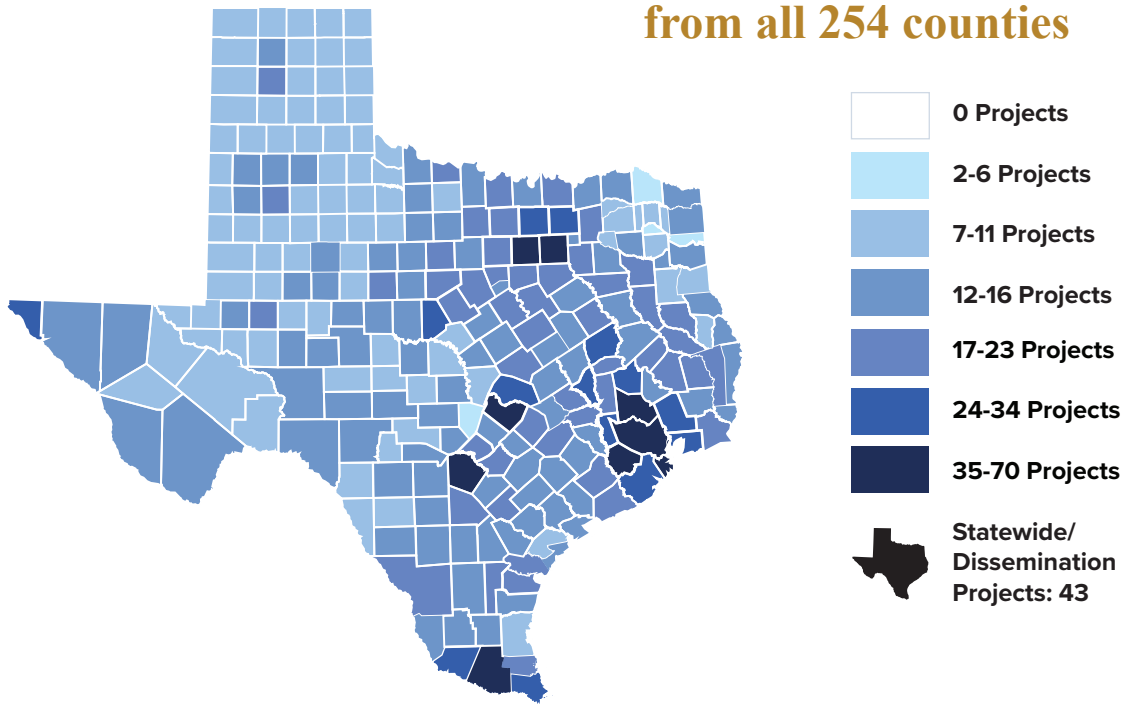 from all 254 counties
0 Projects
2-6 Projects
7-11 Projects
12-16 Projects
17-23 Projects
24-34 Projects
35-70 Projects
Statewide/
Dissemination
Projects: 43